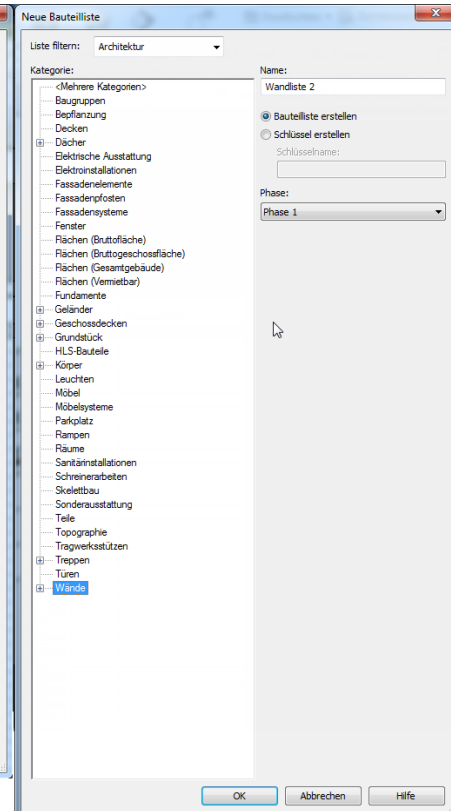 Neue Bauteilliste
Liste filtern: Architektur
Kategorie:
<Mehrere Kategorien>
Baugruppen
Bepflanzung
Decken
Dächer
Elektrische Ausstattung
Elektroinstallationen
Fassadenelemente
Fassadenpfosten
Fassadensysteme
Fenster
Flächen (Bruttofläche)
Flächen (Bruttogeschossfläche)
Flächen (Gesamtgebäude)
Flächen (Vermietbar)
Fundamente
Geländer
Geschossdecken
Grundstück
HLS-Bauteile
Körper
Leuchten
Möbel
Möbelsysteme
Parkplatz
Rampen
Räume
Sanitärinstallationen
Schreinerarbeiten
Skelettbau
Sonderausstattung
Teile
Topographie
Tragwerksstützen
Treppen
Türen
Wände
Name:
Wandliste 2
Bauteilliste erstellen
Schlüssel erstellen
Schlüsselname:
Phase:
Phase 1
OK
Abbrechen
Hilfe